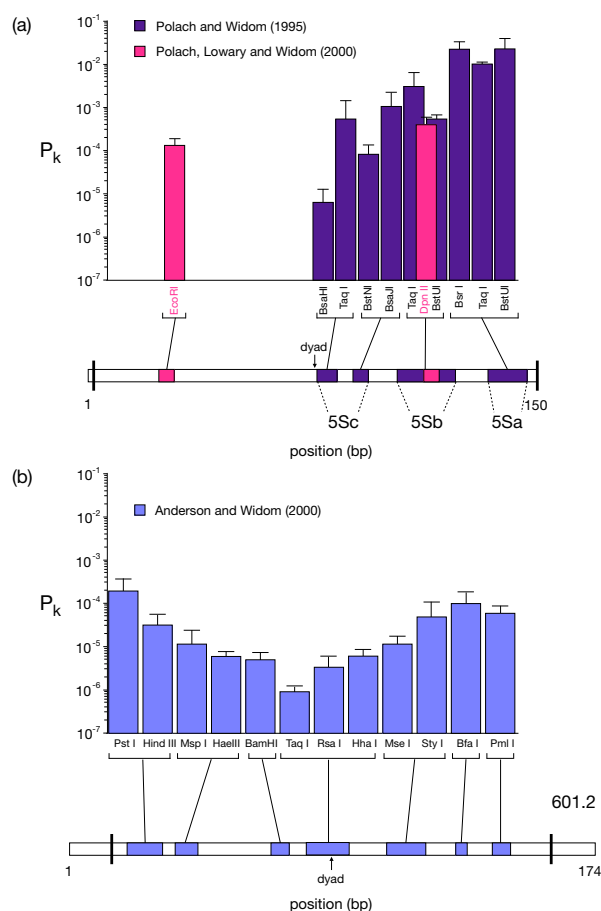 (a)
Polach and Widom (1995)
Polach, Lowary and Widom (2000)
10-1
10-2
10-3
10-4
10-5
10-6
10-7
Pk
EcoRI
BsaHI
Taq I
BstNI
BsaJI
Taq I
Dpn II
BstUI
Bsr I
Taq I
BstUI
dyad
1
150
5Sc
5Sb
5Sa
position (bp)
(b)
Anderson and Widom (2000)
10-1
10-2
10-3
10-4
10-5
10-6
10-7
Pk
Pst I
Hind III
Msp I
HaeIII
BamHI
Taq I
Rsa I
Hha I
Mse I
Sty I
Bfa I
Pml I
601.2
1
174
dyad
position (bp)